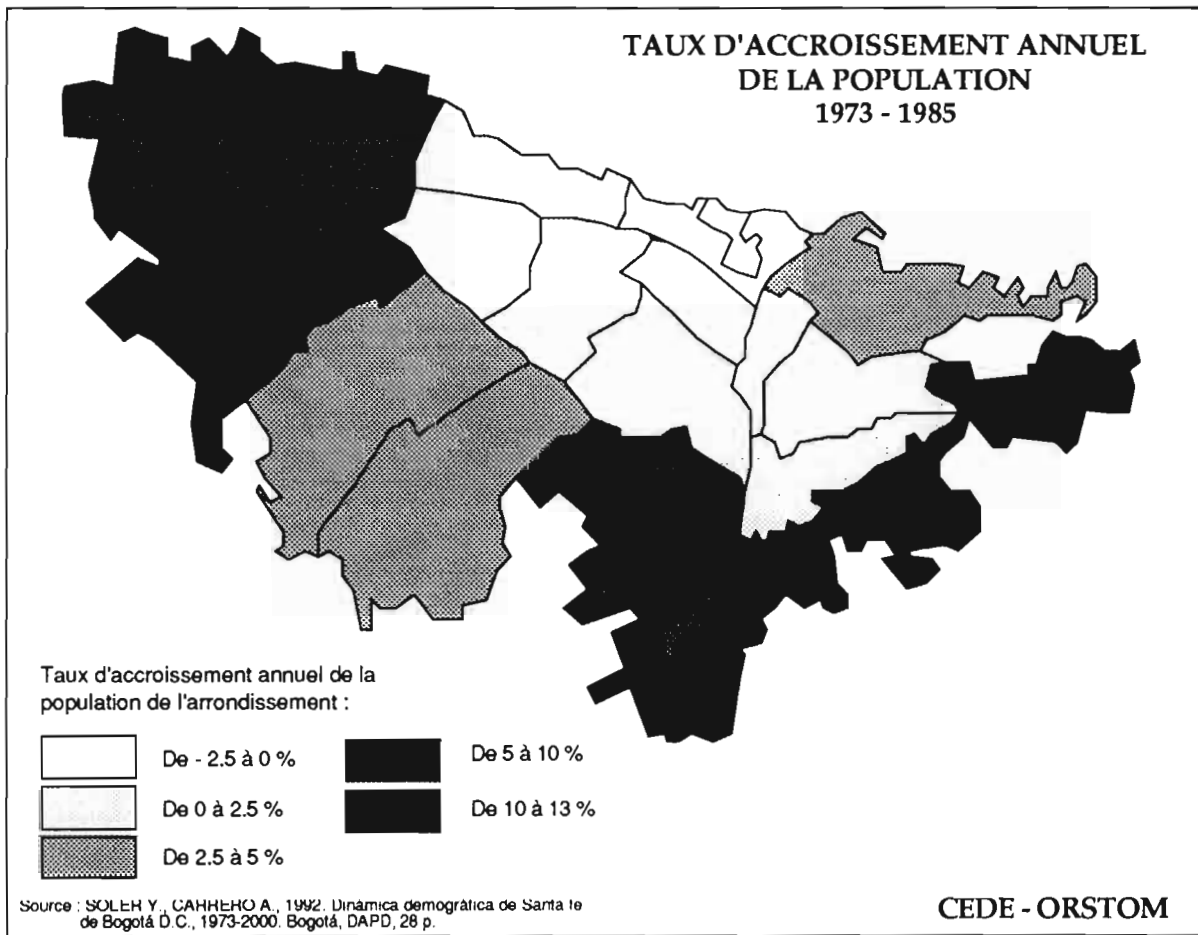 TAUX D'ACCROISSEMENT ANNUEL
DE LA POPULATION
1973 - 1985
Taux d'accroissement annuel de la
population de l'arrondissement :
De - 2.5 à 0 %
De 0 à 2.5 %
De 2.5 à 5 %
De 5 à 10 %
De 10 à 13 %
Source : SOLER Y., CARRERO A., 1992. Dinámica demográfica de Santa fe
de Bogotá D.C., 1973-2000. Bogotá, DAPD, 28 p.
CEDE - ORSTOM